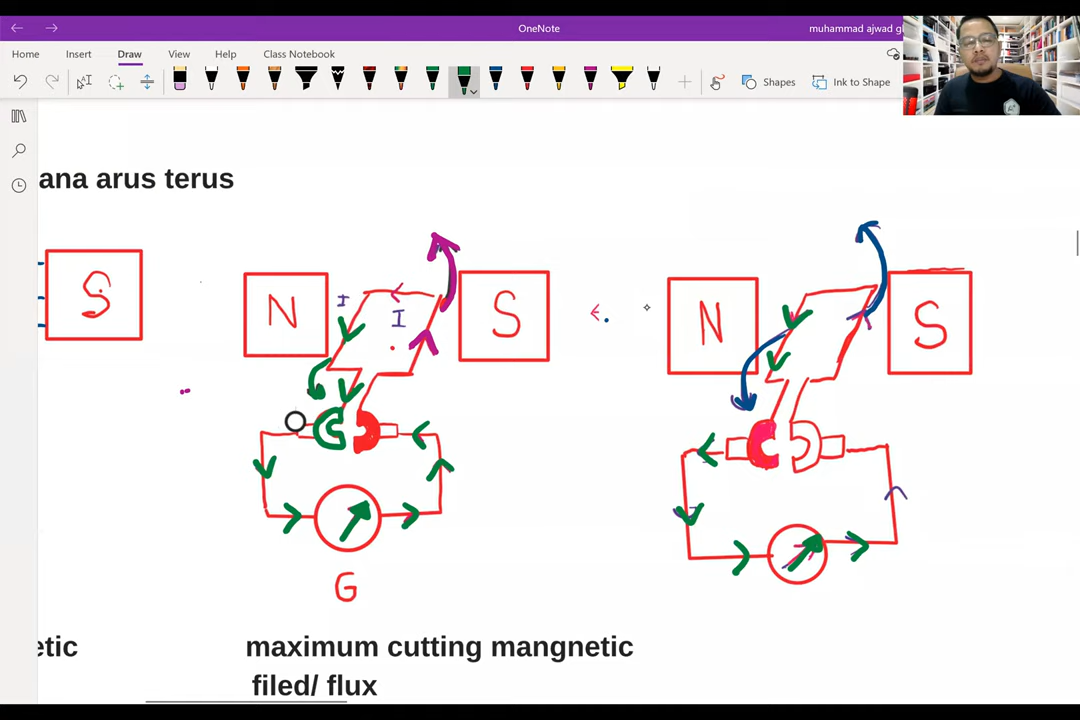 OneNote
muhammad ajwad g
Home Insert Draw View Help Class Notebook
Shapes Ink to Shape
ana arus terus
S N I I S N S
G
etic maximum cutting mangnetic
filed/ flux